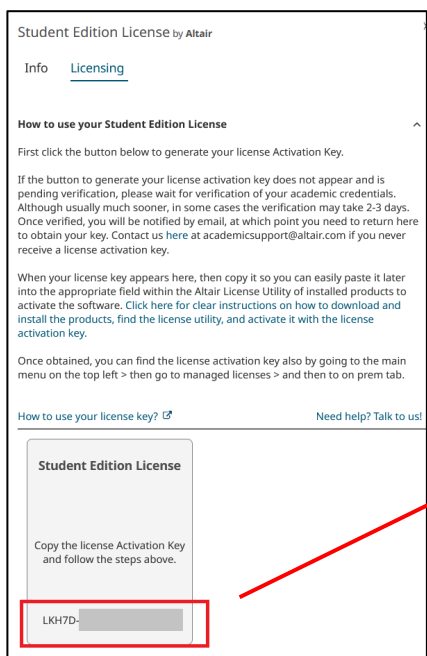 Student Edition License by Altair
Info Licensing
How to use your Student Edition License
First click the button below to generate your license Activation Key.
If the button to generate your license activation key does not appear and is
pending verification, please wait for verification of your academic credentials.
Although usually much sooner, in some cases the verification may take 2-3 days.
Once verified, you will be notified by email, at which point you need to return here
to obtain your key. Contact us here at academicsupport@altair.com if you never
receive a license activation key.
When your license key appears here, then copy it so you can easily paste it later
into the appropriate field within the Altair License Utility of installed products to
activate the software. Click here for clear instructions on how to download and
install the products, find the license utility, and activate it with the license
activation key.
Once obtained, you can find the license activation key also by going to the main
menu on the top left > then go to managed licenses > and then to on prem tab.
How to use your license key? Need help? Talk to us!
Student Edition License
Copy the license Activation Key
and follow the steps above.
LKH7D-